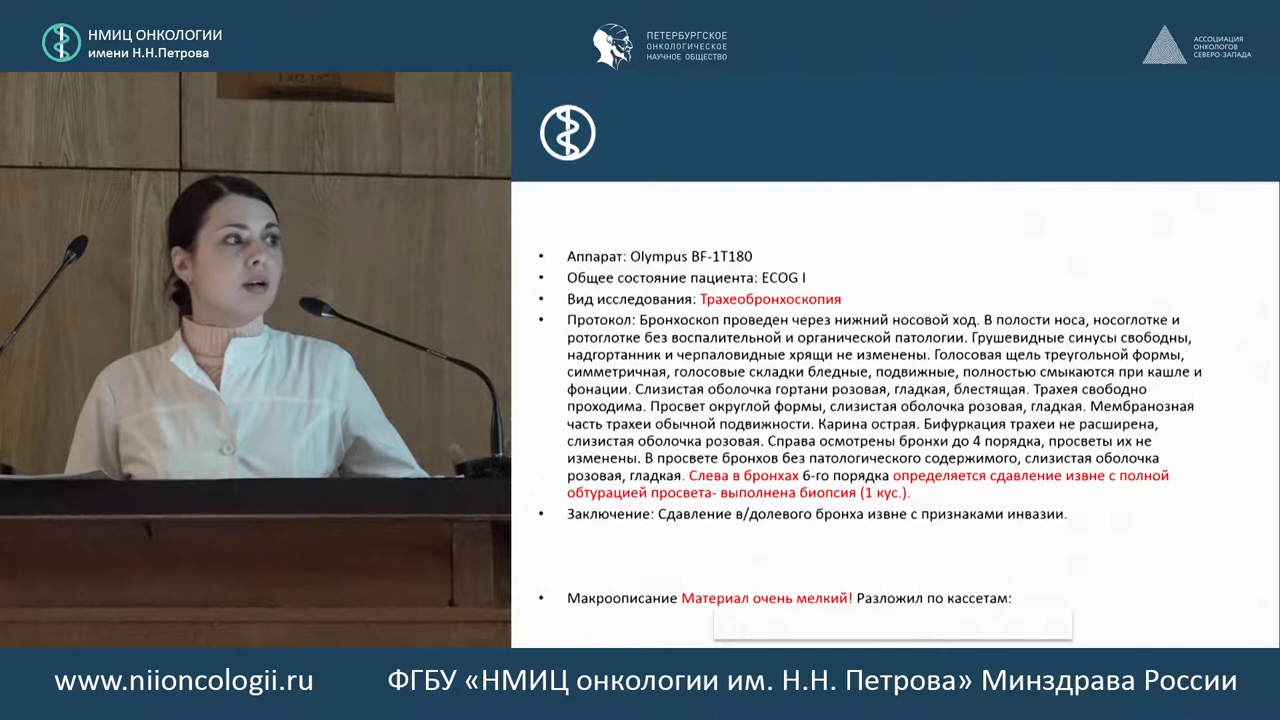 НМИЦ ОНКОЛОГИИ
имени Н.Н.Петрова
ПЕТЕРБУРГСКОЕ
ОНКОЛОГИЧЕСКОЕ
НАУЧНОЕ ОБЩЕСТВО
АССОЦИАЦИЯ
ОНКОЛОГОВ
СЕВЕРО-ЗАПАДА
• Аппарат: Olympus BF-1T180
• Общее состояние пациента: ECOG I
• Вид исследования: Трахеобронхоскопия
• Протокол: Бронхоскоп проведен через нижний носовой ход. В полости носа, носоглотке и
ротоглотке без воспалительной и органической патологии. Грушевидные синусы свободны,
надгортанник и черпаловидные хрящи не изменены. Голосовая щель треугольной формы,
симметричная, голосовые складки бледные, подвижные, полностью смыкаются при кашле и
фонации. Слизистая оболочка гортани розовая, гладкая, блестящая. Трахея свободно
проходима. Просвет округлой формы, слизистая оболочка розовая, гладкая. Мембранозная
часть трахеи обычной подвижности. Карина острая. Бифуркация трахеи не расширена,
слизистая оболочка розовая. Справа осмотрены бронхи до 4 порядка, просветы их не
изменены. В просвете бронхов без патологического содержимого, слизистая оболочка
розовая, гладкая. Слева в бронхах 6-го порядка определяется сдавление извне с полной
обтурацией просвета- выполнена биопсия (1 кус.).
• Заключение: Сдавление в/долевого бронха извне с признаками инвазии.
• Макроописание Материал очень мелкий! Разложил по кассетам:
www.niioncologii.ru
ФГБУ «НМИЦ онкологии им. Н.Н. Петрова» Минздрава России